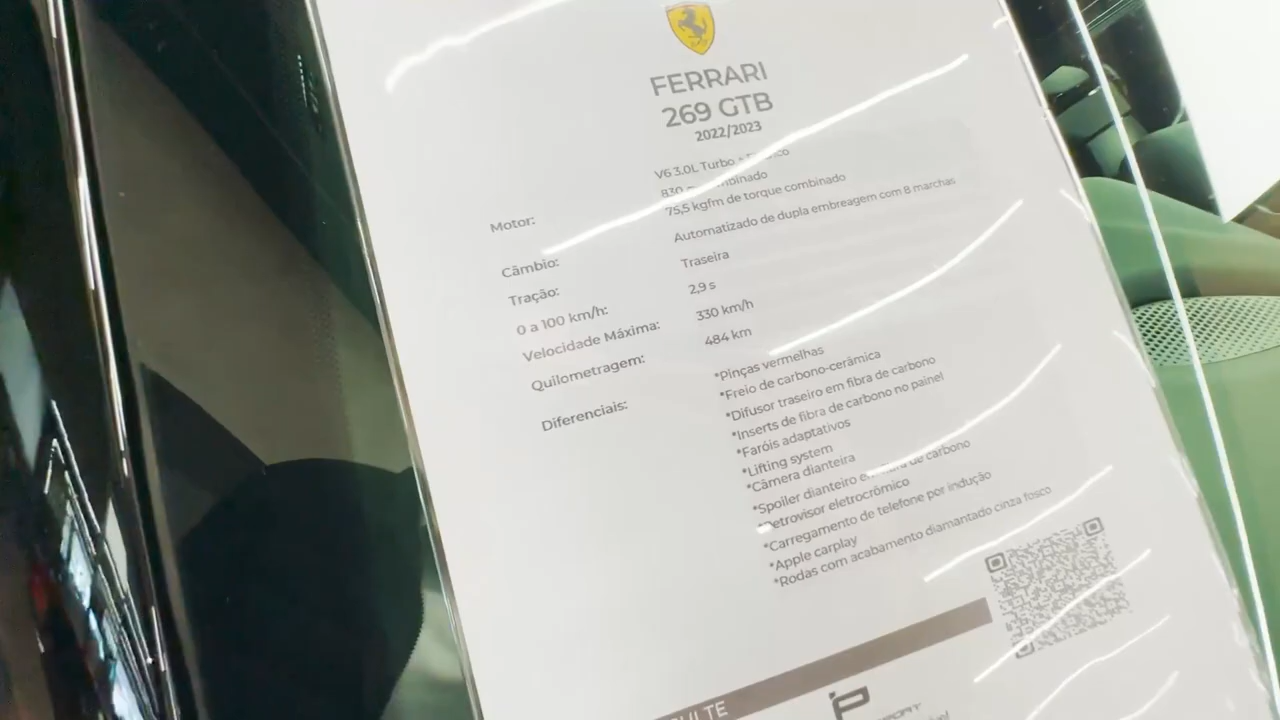 FERRARI
269 GTB
2022/2023
Motor:
V6 3.0L Turbo +
830
75,5 kgfm de torque combinado
Câmbio:
Automatizado de dupla embreagem com 8 marchas
Tração:
Traseira
0 a 100 km/h:
2,9 s
Velocidade Máxima:
330 km/h
Quilometragem:
484 km
Diferenciais:
*Pinças vermelhas
*Freio de carbono-cerâmica
*Difusor traseiro em fibra de carbono
*Inserts de fibra de carbono no painel
*Faróis adaptativos
*Lifting system
*Câmera dianteira
*Spoiler dianteiro em fibra de carbono
*Retrovisor eletrocrômico
*Carregamento de telefone por indução
*Apple carplay
*Rodas com acabamento diamantado cinza fosco